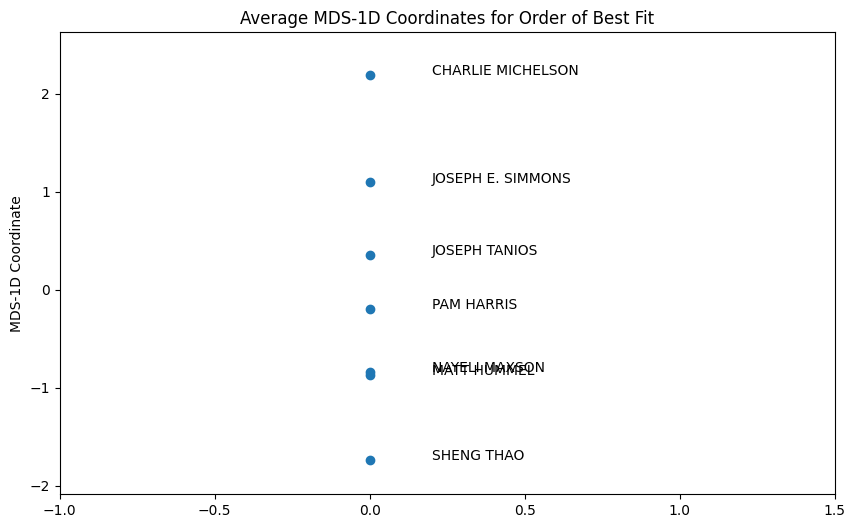 Average MDS-1D Coordinates for Order of Best Fit
CHARLIE MICHELSON
JOSEPH E. SIMMONS
JOSEPH TANIOS
PAM HARRIS
NAYELI MAXSON
MATT HUMMEL
SHENG THAO
MDS-1D Coordinate
2
1
0
−1
−2
−1.0 −0.5 0.0 0.5 1.0 1.5